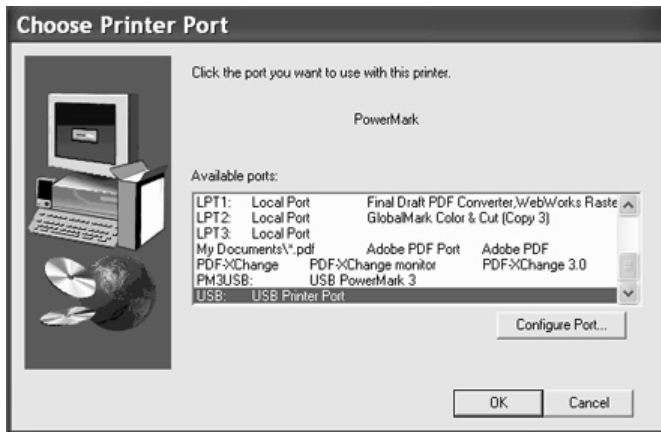 Choose Printer Port
Click the port you want to use with this printer.
PowerMark
Available ports:
LPT1: Local Port Final Draft PDF Converter,WebWorks Raste
LPT2: Local Port GlobalMark Color & Cut (Copy 3)
LPT3: Local Port
My Documents\*.pdf Adobe PDF Port Adobe PDF
PDF-XChange PDF-XChange monitor PDF-XChange 3.0
PM3USB: USB PowerMark 3
USB: USB Printer Port
Configure Port...
OK Cancel